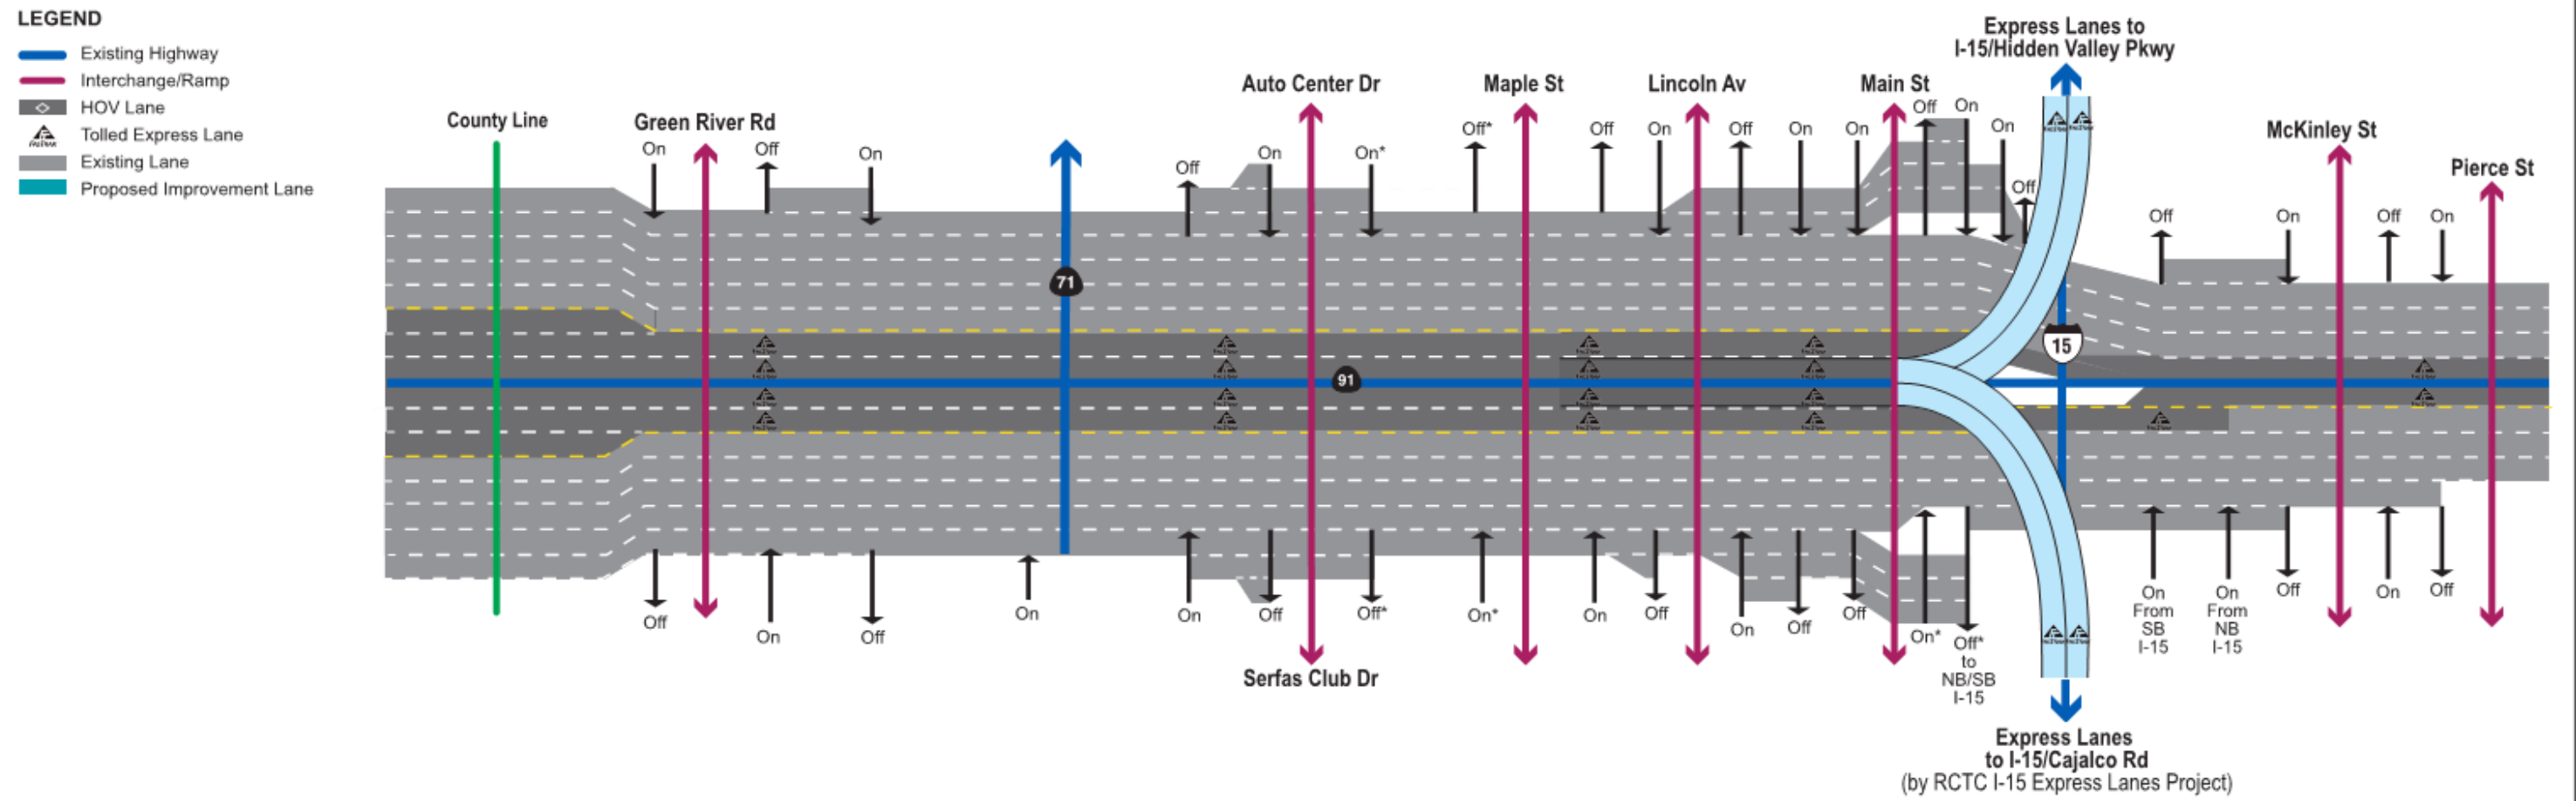 LEGEND
Existing Highway
Interchange/Ramp
HOV Lane
Tolled Express Lane
Existing Lane
Proposed Improvement Lane
Express Lanes to
I-15/Hidden Valley Pkwy
County Line
Green River Rd
Auto Center Dr
Maple St
Lincoln Av
Main St
McKinley St
Pierce St
On
Off
On
Off
On
On*
Off*
Off
On
Off
On
On
Off
On
On
Off
Off
On
Off
On
71
91
15
Off
On
Off
On
On
Off
Off*
On*
On
Off
On
Off
Off
On*
Off*
to
NB/SB
I-15
On
From
SB
I-15
On
From
NB
I-15
Off
On
Off
Serfas Club Dr
Express Lanes
to I-15/Cajalco Rd
(by RCTC I-15 Express Lanes Project)